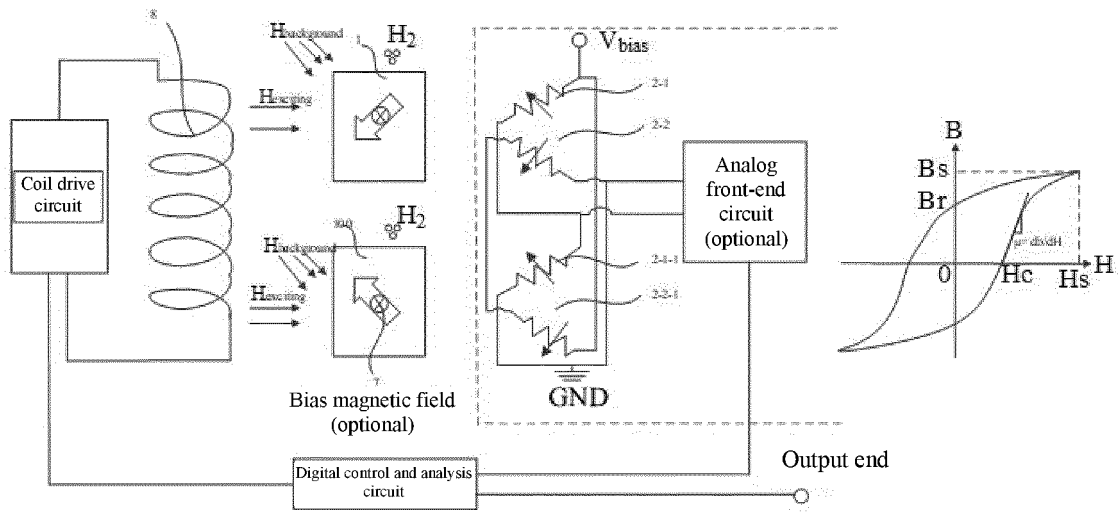 8
Hbackground
1
H2
Hexciting
Coil drive
circuit
Hbackground
H2
Hexciting
7
Bias magnetic field
(optional)
Vbias
2-1
2-2
2-1-1
2-2-1
GND
Analog
front-end
circuit
(optional)
B
Bs
Br
0
Hc
Hs
H
μ= dB/dH
Digital control and analysis
circuit
Output end